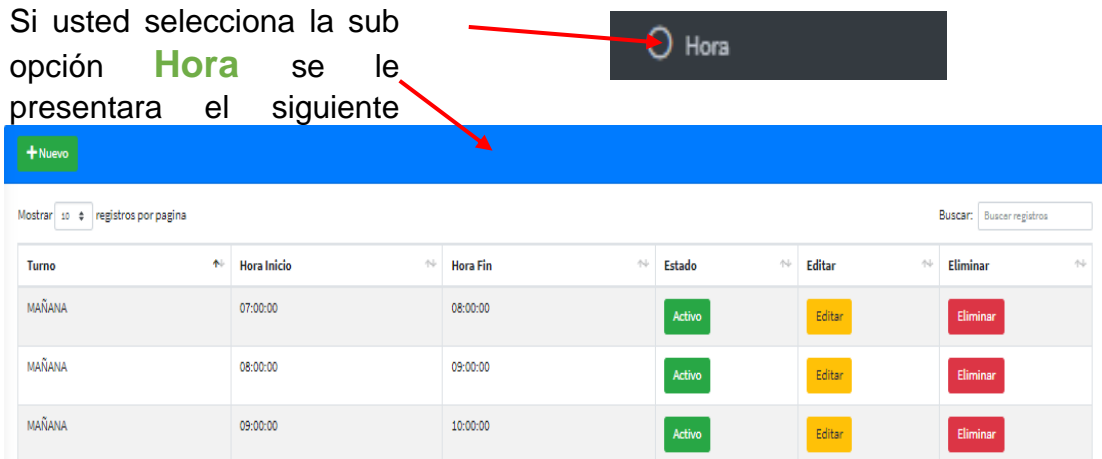 Si usted selecciona la sub
opción Hora se le
presentara el siguiente
Hora
+Nuevo
Mostrar 10 registros por pagina Buscar: Buscer registros
Turno Hora Inicio Hora Fin Estado Editar Eliminar
MAÑANA 07:00:00 08:00:00 Activo Editar Eliminar
MAÑANA 08:00:00 09:00:00 Activo Editar Eliminar
MAÑANA 09:00:00 10:00:00 Activo Editar Eliminar